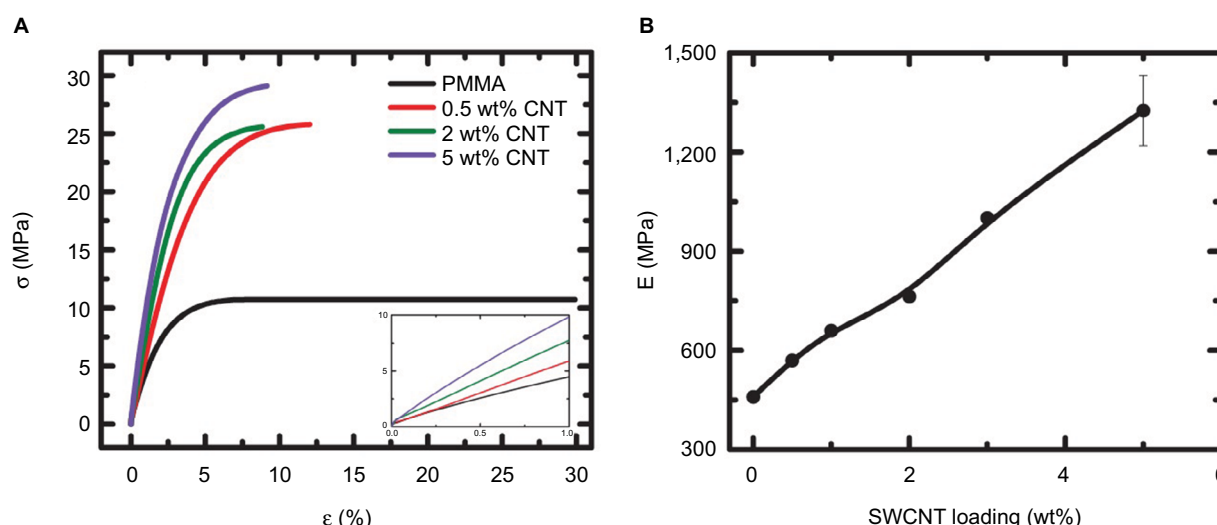 A
B
30
25
20
15
10
5
0
σ (MPa)
PMMA
0.5 wt% CNT
2 wt% CNT
5 wt% CNT
10
5
0
0.0
0.5
1.0
0 5 10 15 20 25 30
ε (%)
1,500
1,200
900
600
300
E (MPa)
0 2 4
SWCNT loading (wt%)